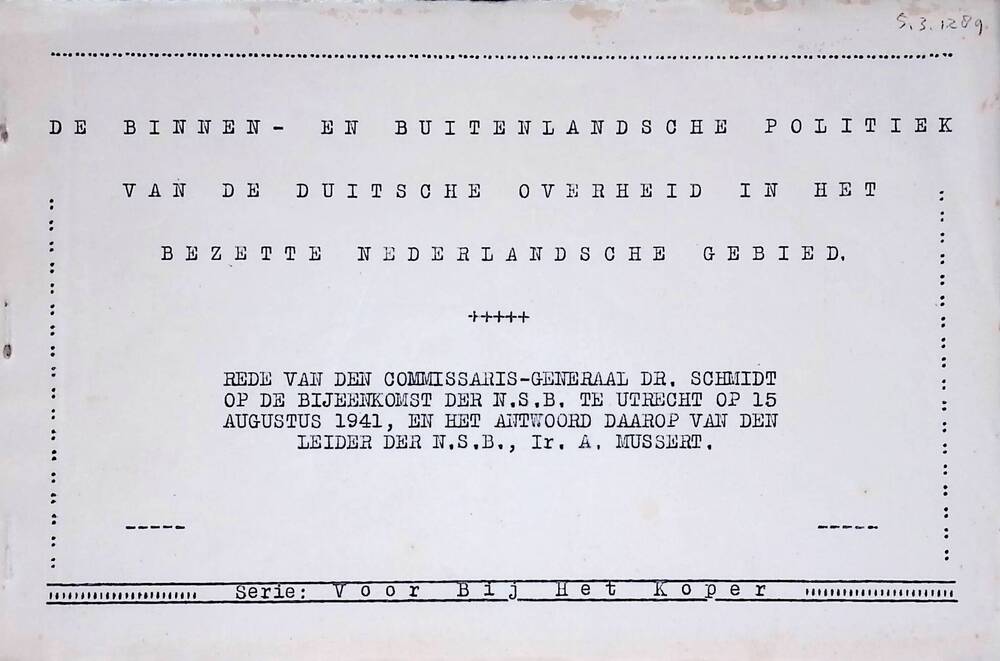 5.3.1289
DE BINNEN- EN BUITENLANDSCHE POLITIEK
VAN DE DUITSCHE OVERHEID IN HET
BEZETTE NEDERLANDSCHE GEBIED.
+++++
REDE VAN DEN COMMISSARIS-GENERAAL DR. SCHMIDT
OP DE BIJEENKOMST DER N.S.B. TE UTRECHT OP 15
AUGUSTUS 1941, EN HET ANTWOORD DAAROP VAN DEN
LEIDER DER N.S.B., Ir. A. MUSSERT.
----- -----
Serie: Voor Bij Het Koper